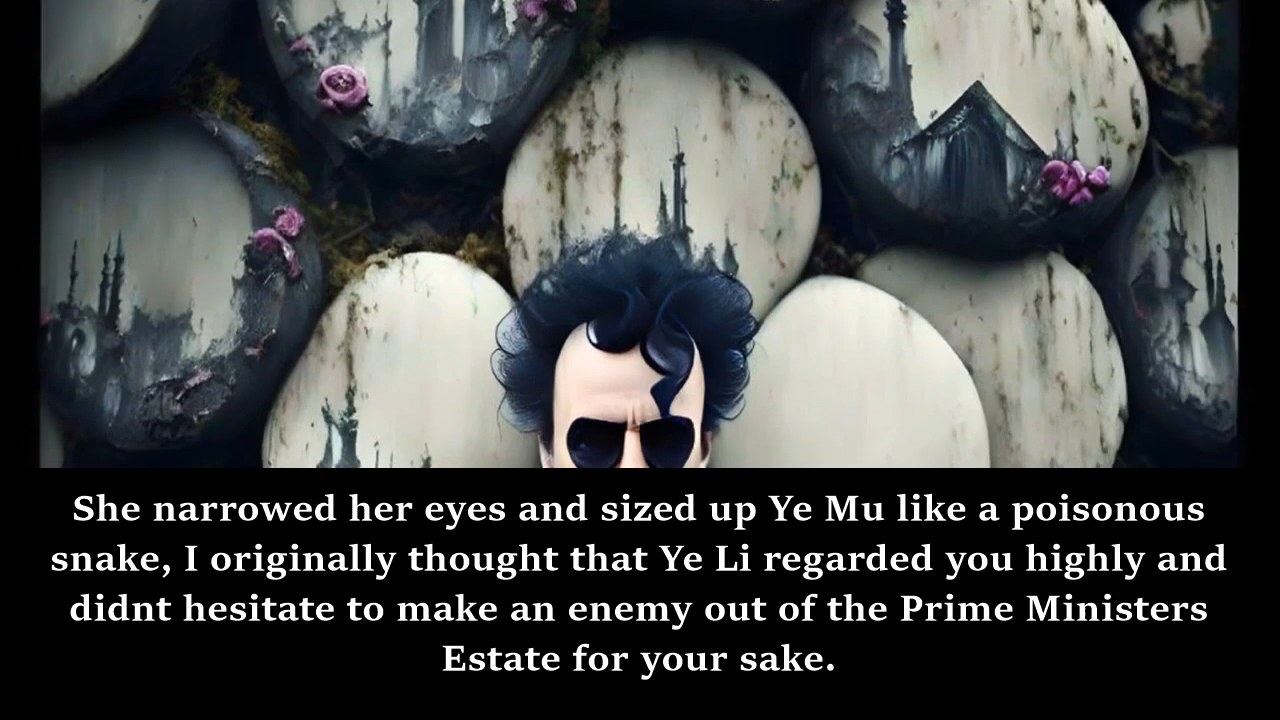 She narrowed her eyes and sized up Ye Mu like a poisonous
snake, I originally thought that Ye Li regarded you highly and
didnt hesitate to make an enemy out of the Prime Ministers
Estate for your sake.